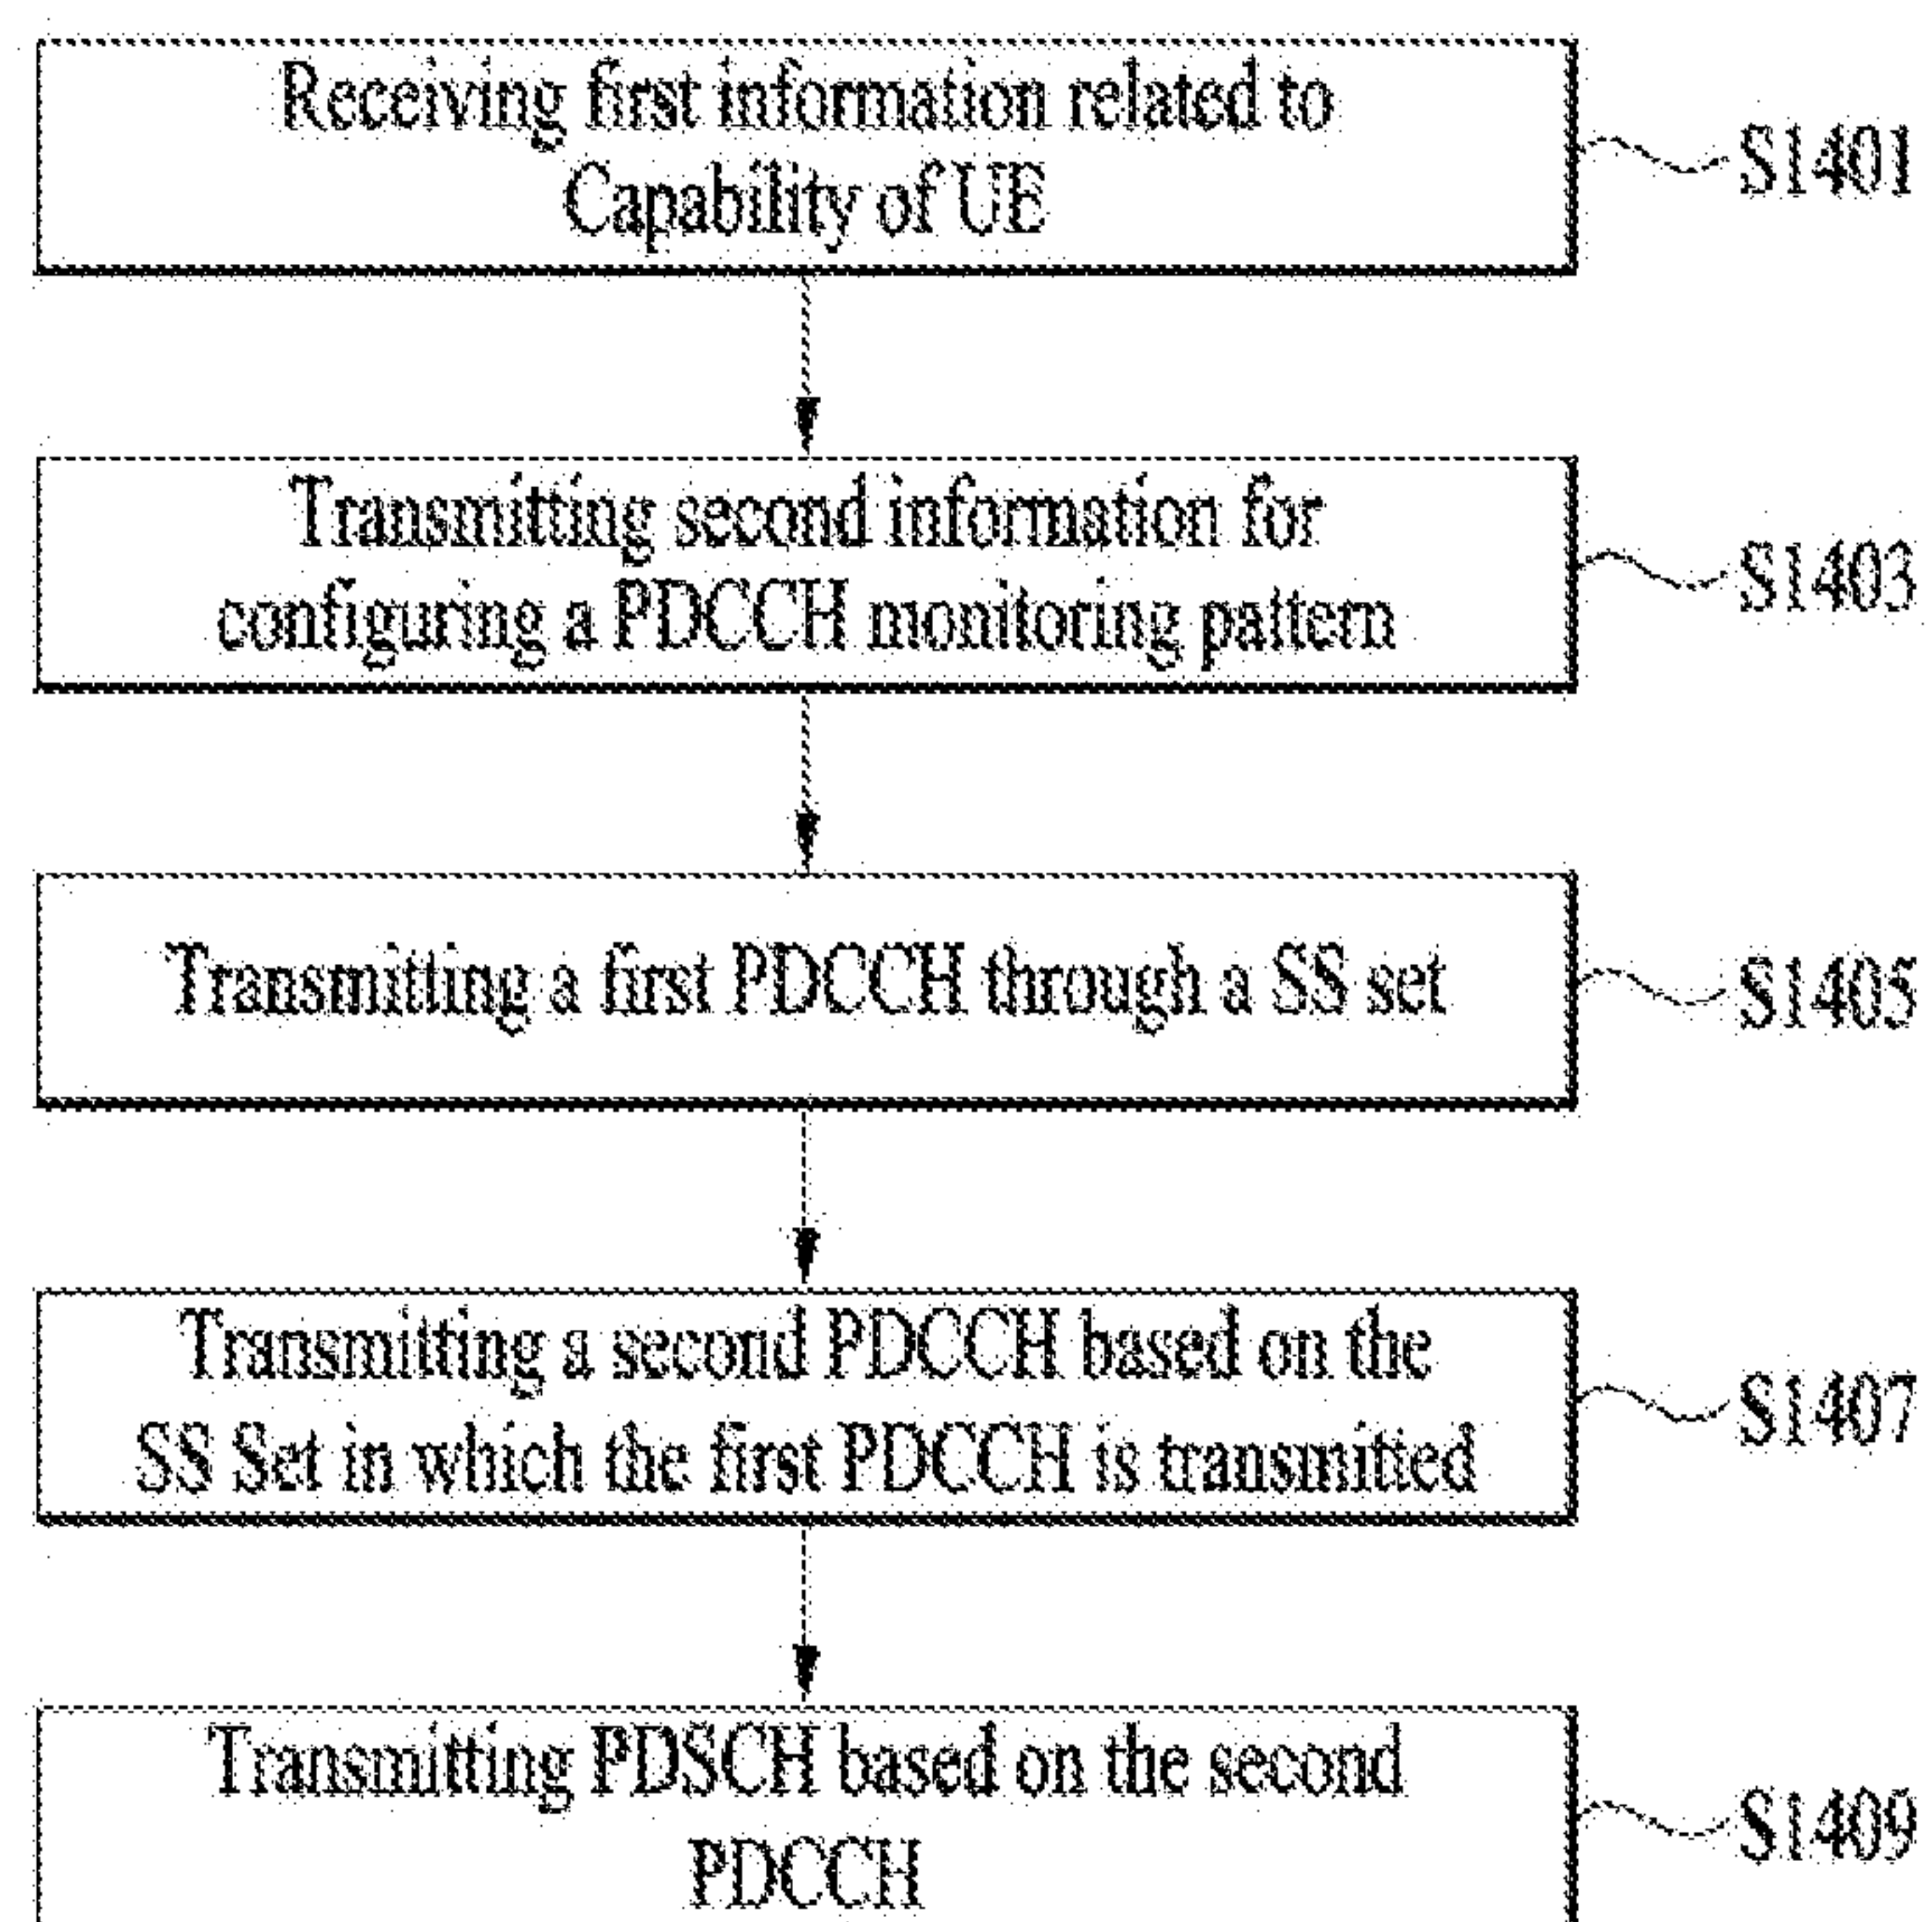 Receiving first information related to
Capability of UE
S1401
Transmitting second information for
configuring a PDCCH monitoring pattern
S1403
Transmitting a first PDCCH through a SS set
S1405
Transmitting a second PDCCH based on the
SS Set in which the first PDCCH is transmitted
S1407
Transmitting PDSCH based on the second
PDCCH
S1409